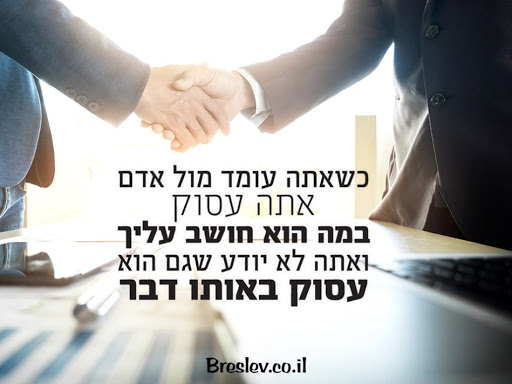 כשאתה עומד מול אדם
אתה עסוק
במה הוא חושב עליך
ואתה לא יודע שגם הוא
עסוק באותו דבר
Breslev.co.il